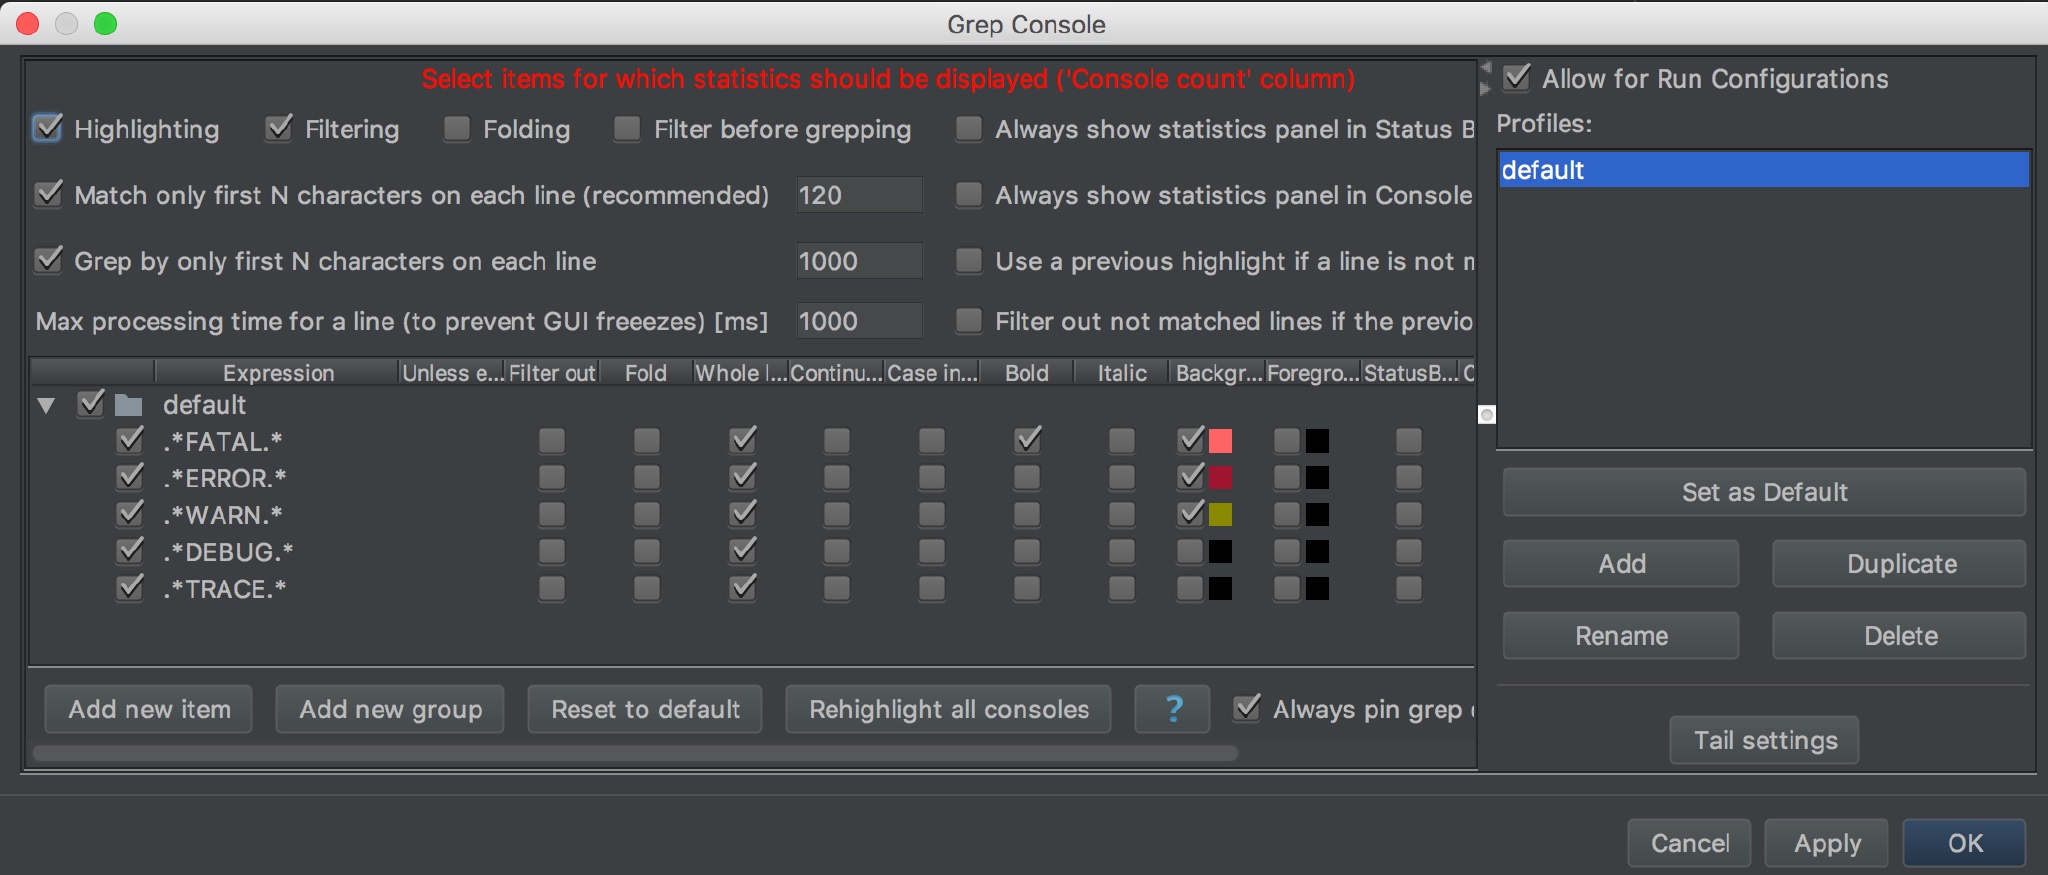 Grep Console
Select items for which statistics should be displayed ('Console count' column)
Highlighting Filtering Folding Filter before grepping Always show statistics panel in Status B
Match only first N characters on each line (recommended) 120 Always show statistics panel in Console
Grep by only first N characters on each line 1000 Use a previous highlight if a line is not
Max processing time for a line (to prevent GUI freeezes) [ms] 1000 Filter out not matched lines if the previo
Expression Unless e... Filter out Fold Whole l... Continu... Case in... Bold Italic Backgr... Foregro... StatusB... C
default
.*FATAL.*
.*ERROR.*
.*WARN.*
.*DEBUG.*
.*TRACE.*
Add new item Add new group Reset to default Rehighlight all consoles ? Always pin grep
Allow for Run Configurations
Profiles:
default
Set as Default
Add Duplicate
Rename Delete
Tail settings
Cancel Apply OK